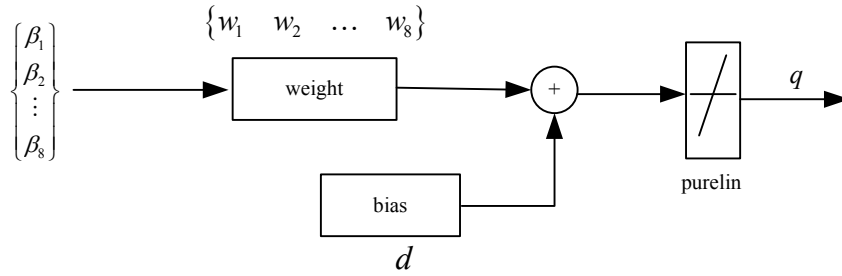 {w₁ w₂ … w₈}
β₁
β₂
⋮
β₈
weight
+
q
purelin
bias
d